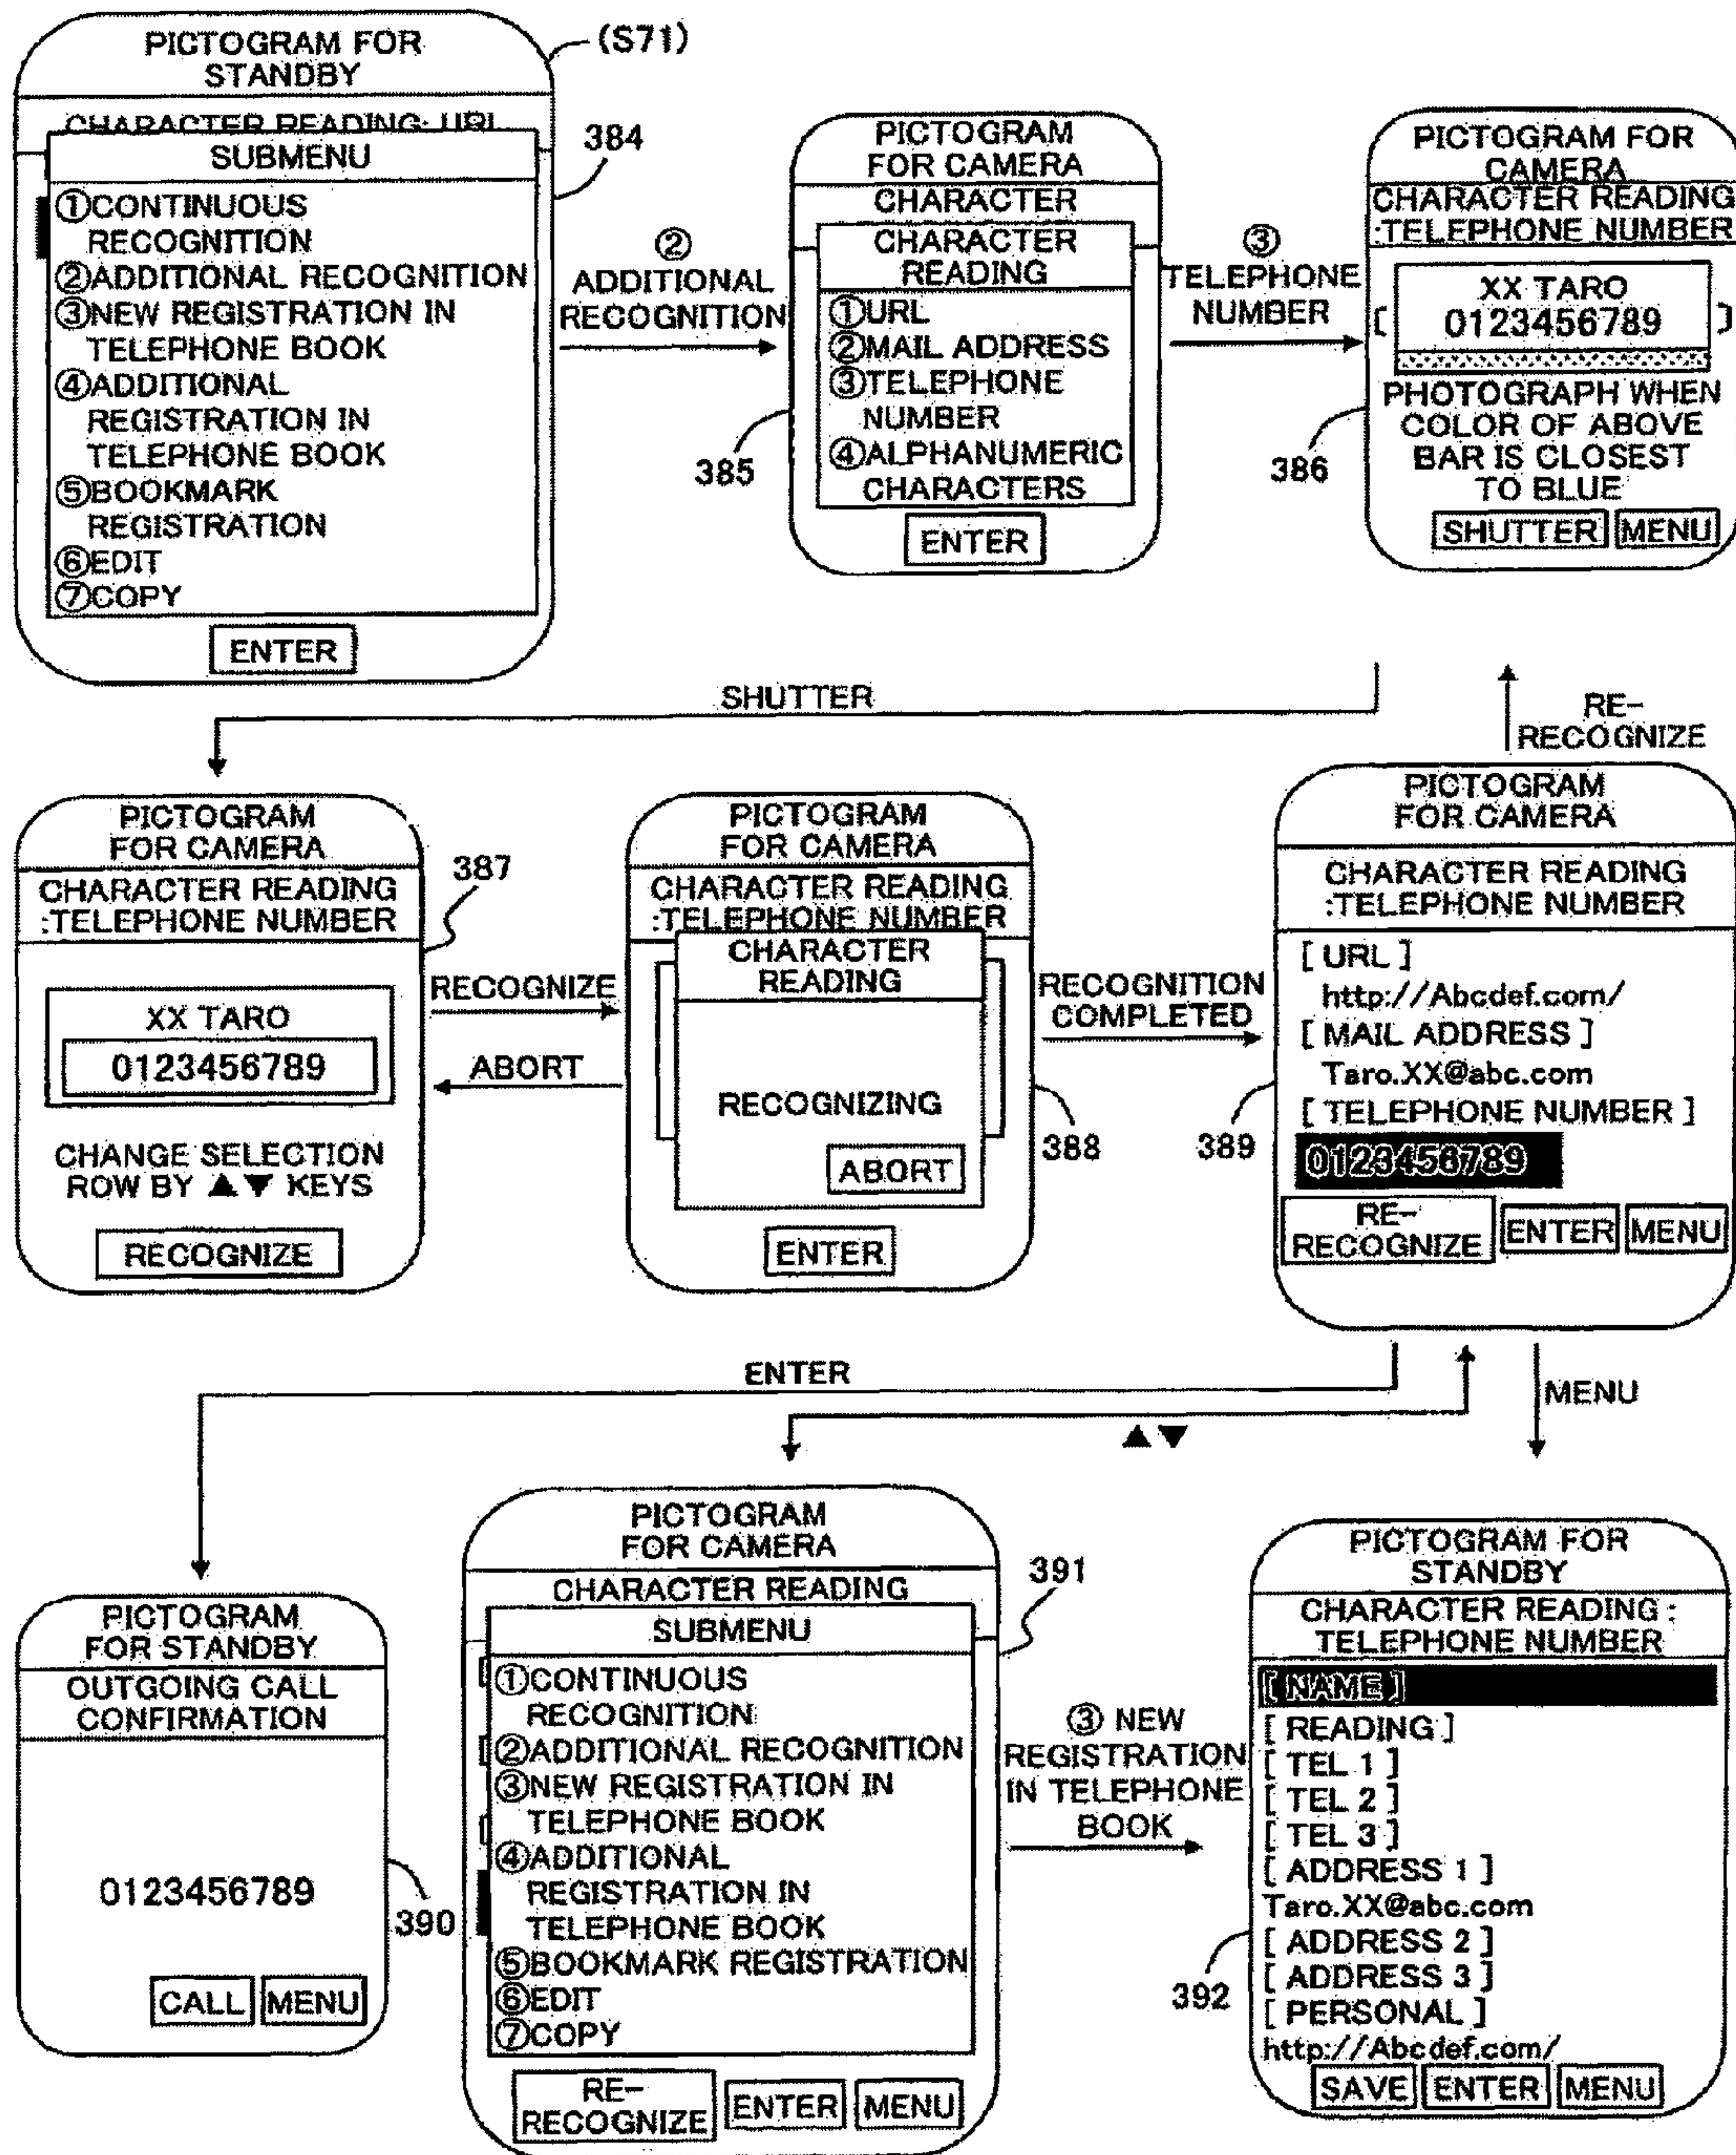 PICTOGRAM FOR
STANDBY
(S71)
CHARACTER READING: URL
SUBMENU
384
①CONTINUOUS
RECOGNITION
②ADDITIONAL RECOGNITION
③NEW REGISTRATION IN
TELEPHONE BOOK
④ADDITIONAL
REGISTRATION IN
TELEPHONE BOOK
⑤BOOKMARK
REGISTRATION
⑥EDIT
⑦COPY
ENTER
②
ADDITIONAL
RECOGNITION
PICTOGRAM
FOR CAMERA
CHARACTER
CHARACTER
READING
①URL
②MAIL ADDRESS
③TELEPHONE
NUMBER
④ALPHANUMERIC
CHARACTERS
ENTER
385
③
TELEPHONE
NUMBER
PICTOGRAM FOR
CAMERA
CHARACTER READING
:TELEPHONE NUMBER
XX TARO
[ 0123456789 ]
PHOTOGRAPH WHEN
COLOR OF ABOVE
BAR IS CLOSEST
TO BLUE
SHUTTER MENU
386
SHUTTER
RE-
RECOGNIZE
PICTOGRAM
FOR CAMERA
CHARACTER READING
:TELEPHONE NUMBER
387
XX TARO
0123456789
CHANGE SELECTION
ROW BY ▲▼ KEYS
RECOGNIZE
RECOGNIZE
ABORT
PICTOGRAM
FOR CAMERA
CHARACTER READING
:TELEPHONE NUMBER
CHARACTER
READING
RECOGNIZING
ABORT
ENTER
388
RECOGNITION
COMPLETED
PICTOGRAM
FOR CAMERA
CHARACTER READING
:TELEPHONE NUMBER
[ URL ]
http://Abcdef.com/
[ MAIL ADDRESS ]
Taro.XX@abc.com
[ TELEPHONE NUMBER ]
0123456789
RE-
RECOGNIZE ENTER MENU
389
ENTER
▲▼
MENU
PICTOGRAM
FOR STANDBY
OUTGOING CALL
CONFIRMATION
0123456789
CALL MENU
390
PICTOGRAM
FOR CAMERA
CHARACTER READING
SUBMENU
391
①CONTINUOUS
RECOGNITION
②ADDITIONAL RECOGNITION
③NEW REGISTRATION IN
TELEPHONE BOOK
④ADDITIONAL
REGISTRATION IN
TELEPHONE BOOK
⑤BOOKMARK REGISTRATION
⑥EDIT
⑦COPY
RE-
RECOGNIZE ENTER MENU
③ NEW
REGISTRATION
IN TELEPHONE
BOOK
PICTOGRAM FOR
STANDBY
CHARACTER READING :
TELEPHONE NUMBER
[ NAME ]
[ READING ]
[ TEL 1 ]
[ TEL 2 ]
[ TEL 3 ]
[ ADDRESS 1 ]
Taro.XX@abc.com
[ ADDRESS 2 ]
[ ADDRESS 3 ]
[ PERSONAL ]
http://Abcdef.com/
SAVE ENTER MENU
392